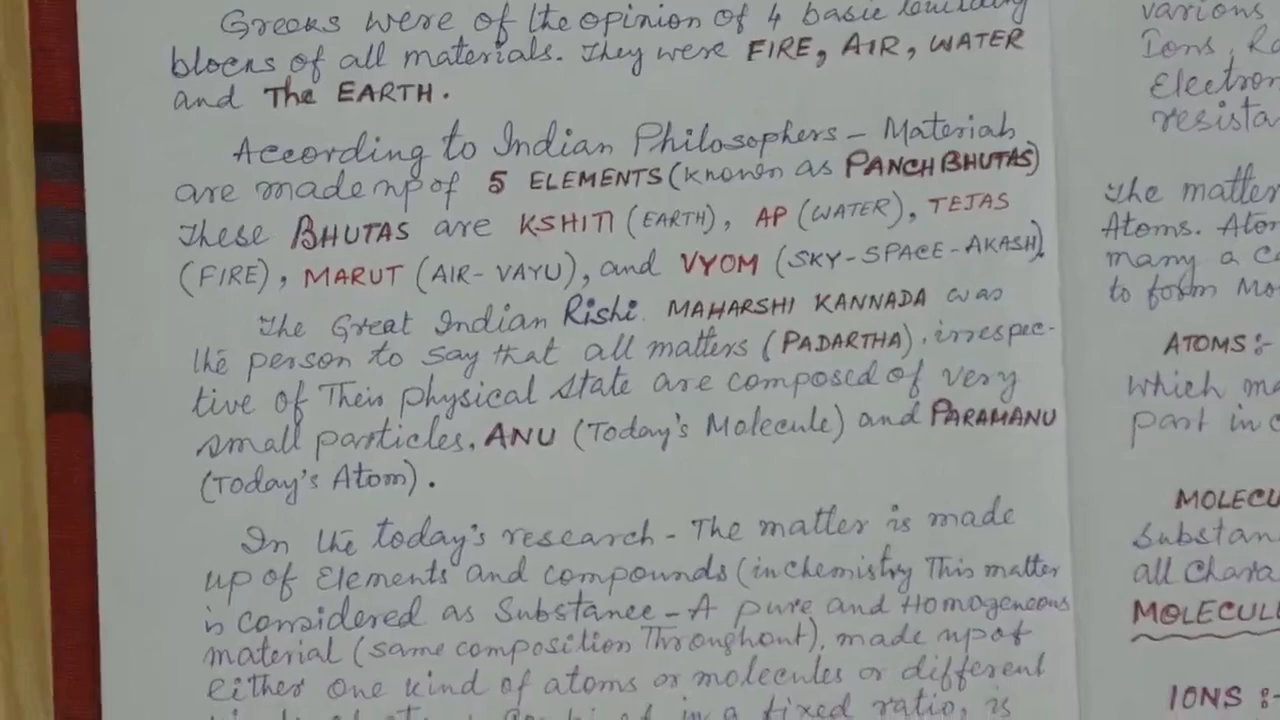 Greeks were of the opinion of 4 basic building
blocks of all materials. They were FIRE, AIR, WATER
and The EARTH.
According to Indian Philosophers - Materials
are made up of 5 ELEMENTS (known as PANCH BHUTAS)
These BHUTAS are KSHITI (EARTH), AP (WATER), TEJAS
(FIRE), MARUT (AIR-VAYU), and VYOM (SKY-SPACE-AKASH).
The Great Indian Rishi MAHARSHI KANNADA was
the person to say that all matters (PADARTHA), irrespec-
tive of Their physical state are composed of very
small particles, ANU (Today's Molecule) and PARAMANU
(Today's Atom).
In the today's research - The matter is made
up of Elements and compounds (in chemistry This matter
is considered as Substance - A pure and Homogeneous
material (same composition Throughout), made up of
either one kind of atoms or molecules or different
in a fixed ratio, is
various
Ions,
Electron
The matter
Atoms.
many a
to form
ATOMS :-
which
part in
MOLECU
Substan
all Chara
MOLECUL
IONS :-